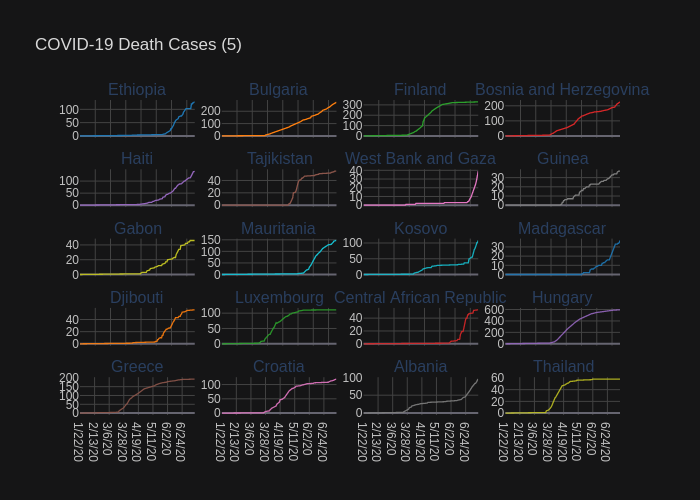 COVID-19 Death Cases (5)
Ethiopia Bulgaria Finland Bosnia and Herzegovina
100 50 0 200 100 0 300 200 100 0 200 100 0
Haiti Tajikistan West Bank and Gaza Guinea
100 50 0 40 20 0 40 30 20 10 0 30 20 10 0
Gabon Mauritania Kosovo Madagascar
40 20 0 150 100 50 0 100 50 0 30 20 10 0
Djibouti Luxembourg Central African Republic Hungary
40 20 0 100 50 0 40 20 0 600 400 200 0
Greece Croatia Albania Thailand
200 150 100 50 0 100 50 0 100 50 0 60 40 20 0
1/22/20 2/13/20 3/6/20 3/28/20 4/19/20 5/11/20 6/2/20 6/24/20 1/22/20 2/13/20 3/6/20 3/28/20 4/19/20 5/11/20 6/2/20 6/24/20 1/22/20 2/13/20 3/6/20 3/28/20 4/19/20 5/11/20 6/2/20 6/24/20 1/22/20 2/13/20 3/6/20 3/28/20 4/19/20 5/11/20 6/2/20 6/24/20